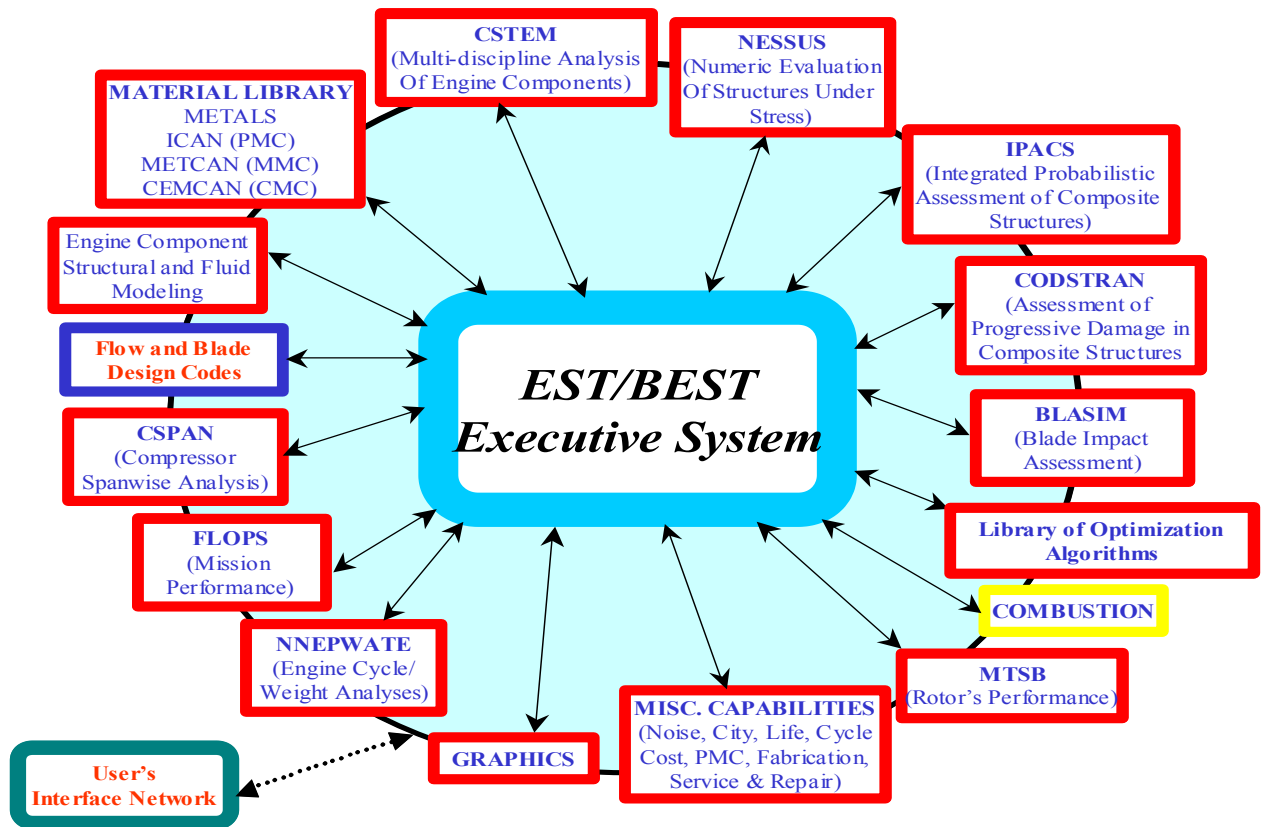 CSTEM
(Multi-discipline Analysis
Of Engine Components)
NESSUS
(Numeric Evaluation
Of Structures Under
Stress)
MATERIAL LIBRARY
METALS
ICAN (PMC)
METCAN (MMC)
CEMCAN (CMC)
IPACS
(Integrated Probabilistic
Assessment of Composite
Structures)
Engine Component
Structural and Fluid
Modeling
CODSTRAN
(Assessment of
Progressive Damage in
Composite Structures
Flow and Blade
Design Codes
EST/BEST
Executive System
BLASIM
(Blade Impact
Assessment)
CSPAN
(Compressor
Spanwise Analysis)
Library of Optimization
Algorithms
FLOPS
(Mission
Performance)
COMBUSTION
NNEPWATE
(Engine Cycle/
Weight Analyses)
MTSB
(Rotor's Performance)
MISC. CAPABILITIES
(Noise, City, Life, Cycle
Cost, PMC, Fabrication,
Service & Repair)
GRAPHICS
User's
Interface Network